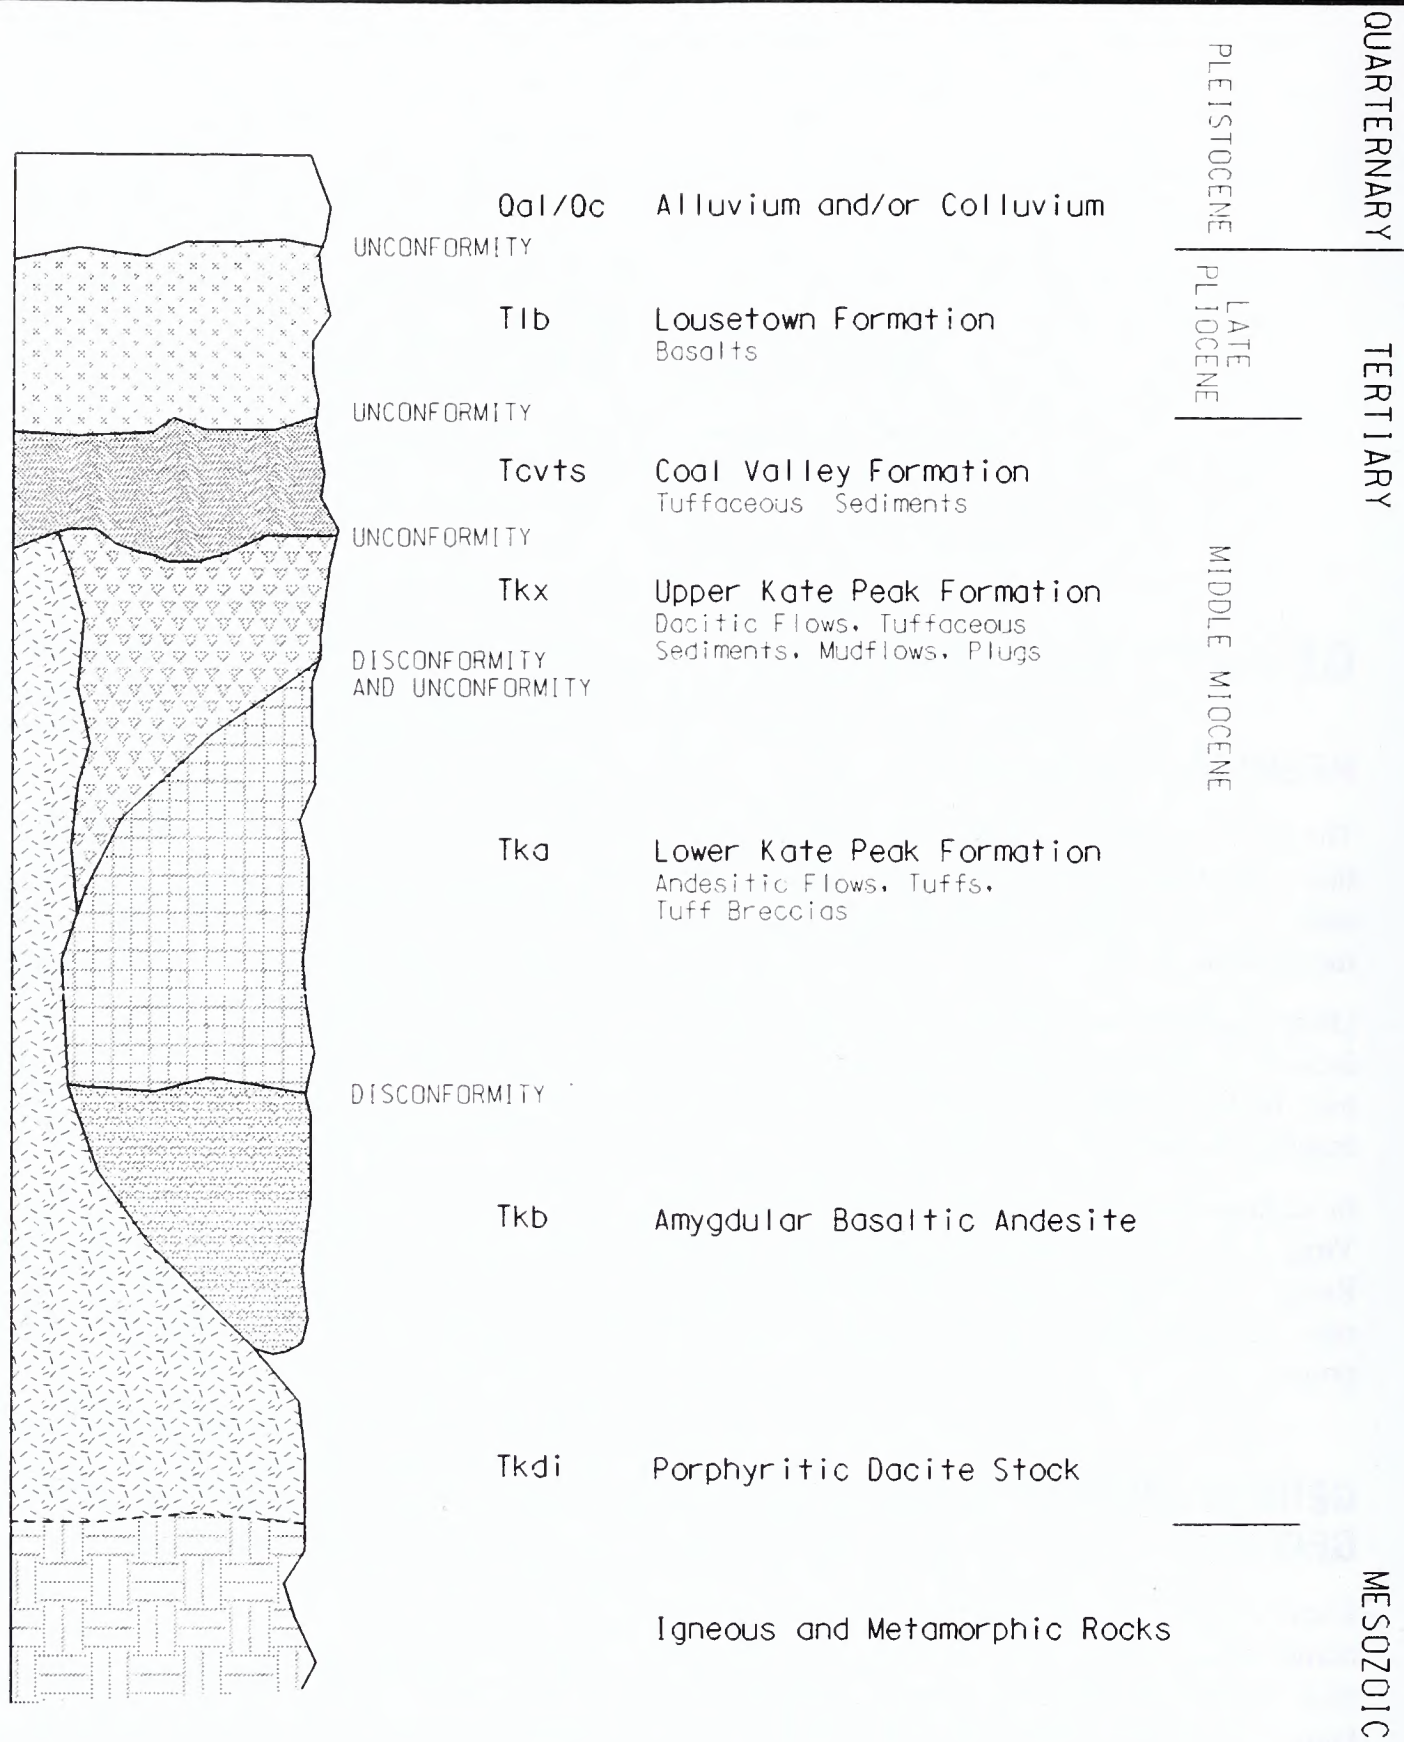 QUARTERNARY
PLEISTOCENE
Qal/Qc Alluvium and/or Colluvium
UNCONFORMITY
TERTIARY
LATE
PLIOCENE
Tlb Lousetown Formation
Basalts
UNCONFORMITY
Tcvts Coal Valley Formation
Tuffaceous Sediments
UNCONFORMITY
MIDDLE MIOCENE
Tkx Upper Kate Peak Formation
Dacitic Flows, Tuffaceous
Sediments, Mudflows, Plugs
DISCONFORMITY
AND UNCONFORMITY
Tka Lower Kate Peak Formation
Andesitic Flows, Tuffs,
Tuff Breccias
DISCONFORMITY
Tkb Amygdular Basaltic Andesite
Tkdi Porphyritic Dacite Stock
MESOZOIC
Igneous and Metamorphic Rocks